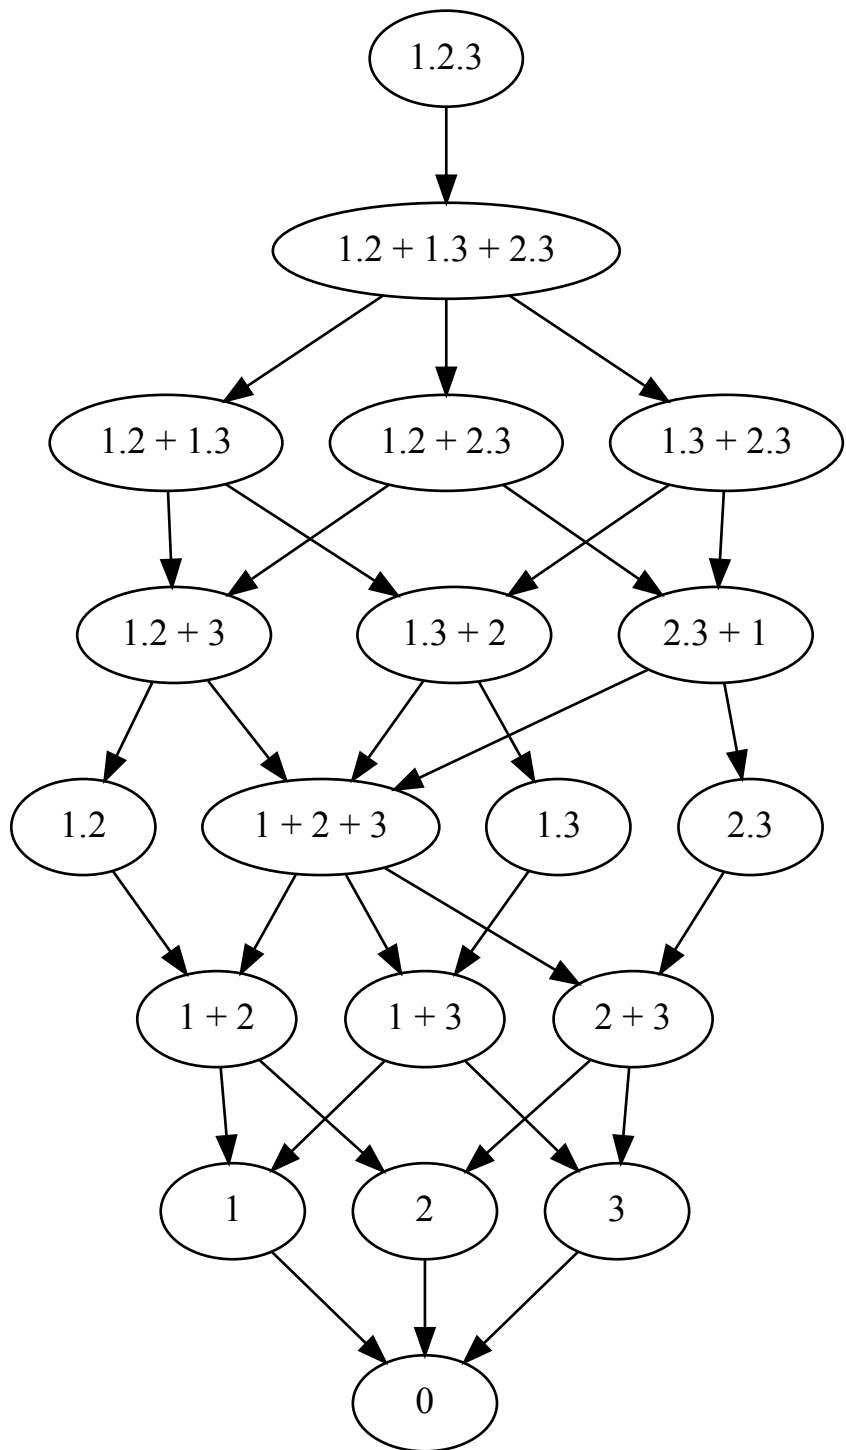 1.2.3
1.2 + 1.3 + 2.3
1.2 + 1.3
1.2 + 2.3
1.3 + 2.3
1.2 + 3
1.3 + 2
2.3 + 1
1.2
1 + 2 + 3
1.3
2.3
1 + 2
1 + 3
2 + 3
1
2
3
0